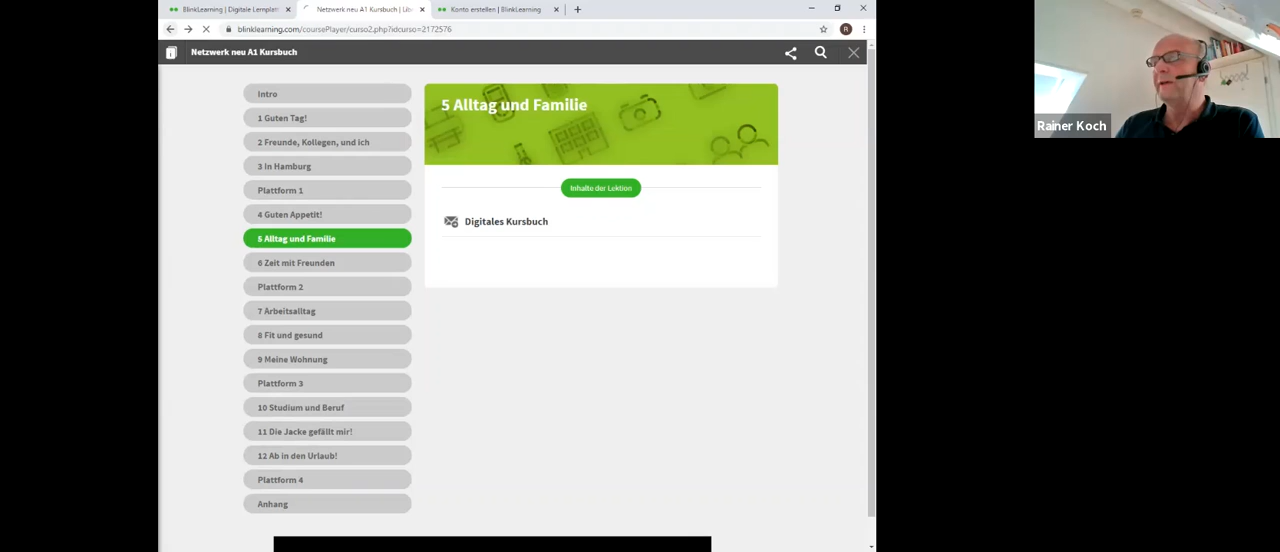 BlinkLearning | Digitale Lernplatt
Netzwerk neu A1 Kursbuch | Lib
Konto erstellen | BlinkLearning
blinklearning.com/coursePlayer/curso2.php?idcurso=2172576
R
Netzwerk neu A1 Kursbuch
Intro
1 Guten Tag!
2 Freunde, Kollegen, und ich
3 In Hamburg
Plattform 1
4 Guten Appetit!
5 Alltag und Familie
6 Zeit mit Freunden
Plattform 2
7 Arbeitsalltag
8 Fit und gesund
9 Meine Wohnung
Plattform 3
10 Studium und Beruf
11 Die Jacke gefällt mir!
12 Ab in den Urlaub!
Plattform 4
Anhang
5 Alltag und Familie
Inhalte der Lektion
Digitales Kursbuch
Rainer Koch